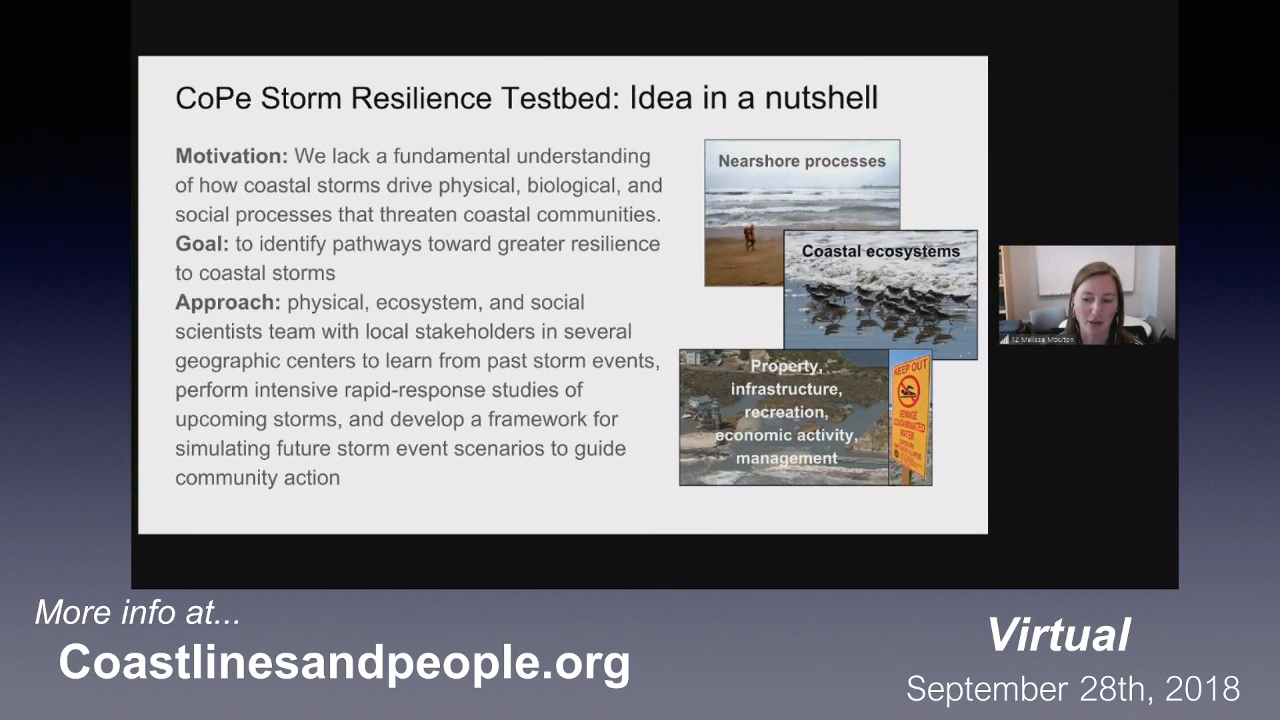 CoPe Storm Resilience Testbed: Idea in a nutshell
Motivation: We lack a fundamental understanding
of how coastal storms drive physical, biological, and
social processes that threaten coastal communities.
Goal: to identify pathways toward greater resilience
to coastal storms
Approach: physical, ecosystem, and social
scientists team with local stakeholders in several
geographic centers to learn from past storm events,
perform intensive rapid-response studies of
upcoming storms, and develop a framework for
simulating future storm event scenarios to guide
community action
Nearshore processes
Coastal ecosystems
Property,
infrastructure,
recreation,
economic activity,
management
KEEP OUT
SEWAGE
CONTAMINATED
WATER
12 Melissa Moulton
More info at...
Coastlinesandpeople.org
Virtual
September 28th, 2018